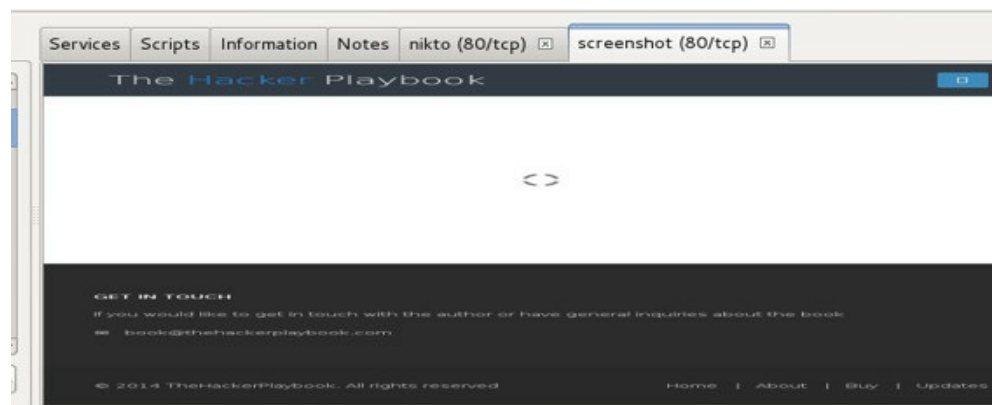 Services Scripts Information Notes nikto (80/tcp) screenshot (80/tcp)
The Hacker Playbook
GET IN TOUCH
If you would like to get in touch with the author or have general inquiries about the book
book@thehackerplaybook.com
© 2014 TheHackerPlaybook. All rights reserved Home | About | Buy | Updates